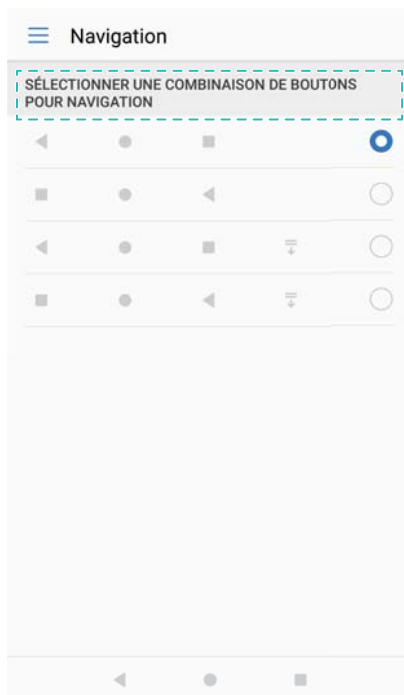 Navigation
SÉLECTIONNER UNE COMBINAISON DE BOUTONS
POUR NAVIGATION